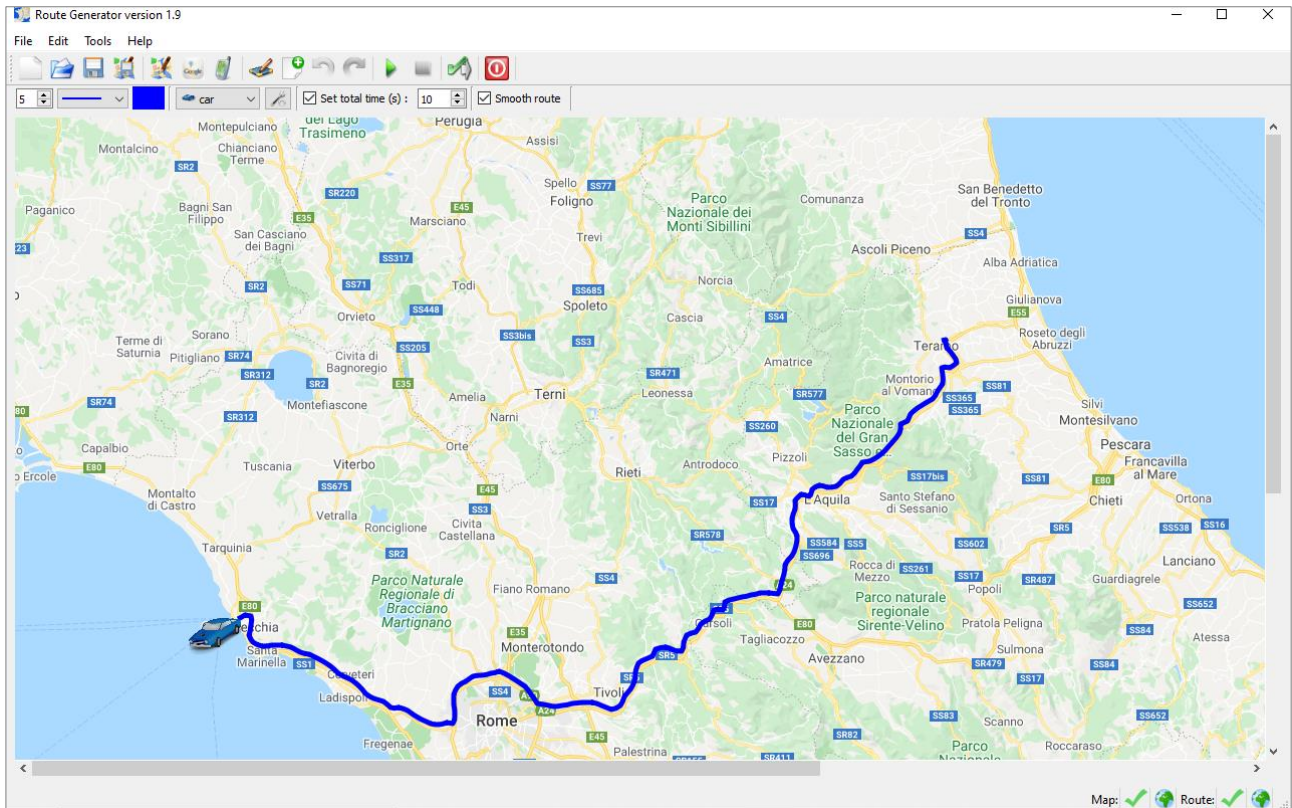 Route Generator version 1.9
File Edit Tools Help
5
car
Set total time (s) :
10
Smooth route
Montepulciano
del Lago
Trasimeno
Perugia
Assisi
Montalcino
Chianciano
Terme
SR2
SR220
Spello
SS77
Foligno
Parco
Nazionale dei
Monti Sibillini
Comunanza
San Benedetto
del Tronto
Paganico
Bagni San
Filippo
E35
E45
Marsciano
San Casciano
dei Bagni
Trevi
SS4
23
SS317
Ascoli Piceno
Alba Adriatica
SR2
SS71
Todi
SS685
Norcia
Spoleto
Giulianova
Orvieto
SS448
Cascia
SS4
E55
Terme di
Saturnia
Sorano
Pitigliano
SR74
SS3bis
SS3
Roseto degli
Abruzzi
Civita di
Bagnoregio
SS205
Amatrice
SR312
SR2
E35
SR471
Terni
Leonessa
Montorio
al Vomano
SS81
SR577
SR74
80
SR312
Montefiascone
Amelia
Narni
SS365
SS365
Silvi
Montesilvano
Parco
Nazionale
del Gran
SS260
Capalbio
E80
Orte
Pescara
Francavilla
al Mare
o Ercole
Tuscania
Viterbo
Rieti
Antrodoco
Pizzoli
SS17bis
SS81
E80
Montalto
di Castro
SS675
E45
SS3
SS17
L'Aquila
Santo Stefano
di Sessanio
Chieti
Ortona
Vetralla
Ronciglione
Civita
Castellana
SR578
SR5
SS538
SS16
Tarquinia
SR2
SS584
SS5
SS696
SS602
Lanciano
Parco Naturale
Regionale di
Bracciano
Martignano
Fiano Romano
SS4
Rocca di
Mezzo
SS261
SS17
Popoli
SR487
Guardiagrele
E80
Parco naturale
regionale
Sirente-Velino
SS652
E35
Monterotondo
Tagliacozzo
E80
Pratola Peligna
SS84
Atessa
Santa
Marinella
SS1
SR5
Avezzano
Sulmona
SR479
SS84
SS17
Ladispoli
SS4
Tivoli
A24
Rome
SS83
Scanno
SS652
Fregenae
E45
SR82
Palestrina
Parco
Roccaraso
Map:
Route: